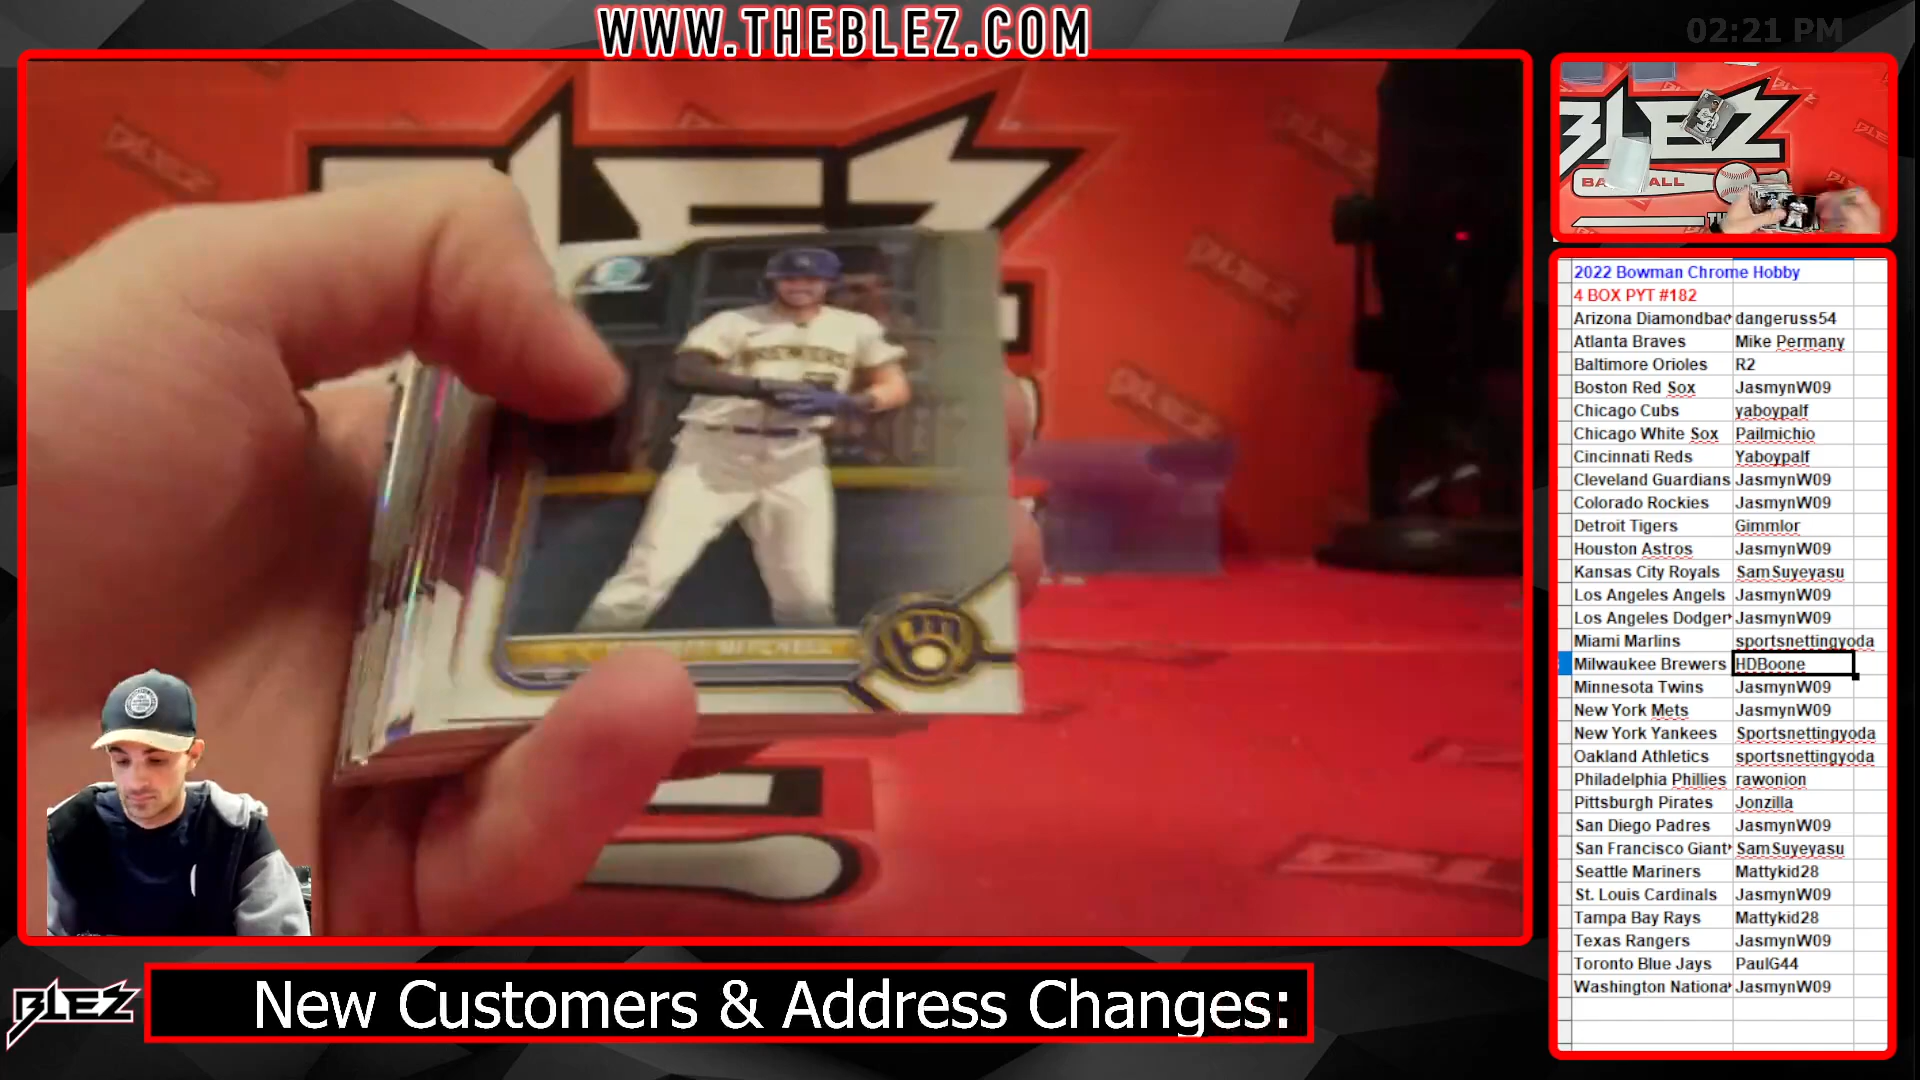 WWW.THEBLEZ.COM
02:21 PM
BLEZ
MITCHELL
BREWERS
2022 Bowman Chrome Hobby
4 BOX PYT #182
Arizona Diamondba dangeruss54
Atlanta Braves Mike Permany
Baltimore Orioles R2
Boston Red Sox JasmynW09
Chicago Cubs yaboypalf
Chicago White Sox Pailmichio
Cincinnati Reds Yaboypalf
Cleveland Guardians JasmynW09
Colorado Rockies JasmynW09
Detroit Tigers Gimmlor
Houston Astros JasmynW09
Kansas City Royals SamSuyeyasu
Los Angeles Angels JasmynW09
Los Angeles Dodger JasmynW09
Miami Marlins sportsnettingyoda
Milwaukee Brewers HDBoone
Minnesota Twins JasmynW09
New York Mets JasmynW09
New York Yankees Sportsnettingyoda
Oakland Athletics sportsnettingyoda
Philadelphia Phillies rawonion
Pittsburgh Pirates Jonzilla
San Diego Padres JasmynW09
San Francisco Giant SamSuyeyasu
Seattle Mariners Mattykid28
St. Louis Cardinals JasmynW09
Tampa Bay Rays Mattykid28
Texas Rangers JasmynW09
Toronto Blue Jays PaulG44
Washington Nationa JasmynW09
BLEZ
New Customers & Address Changes: